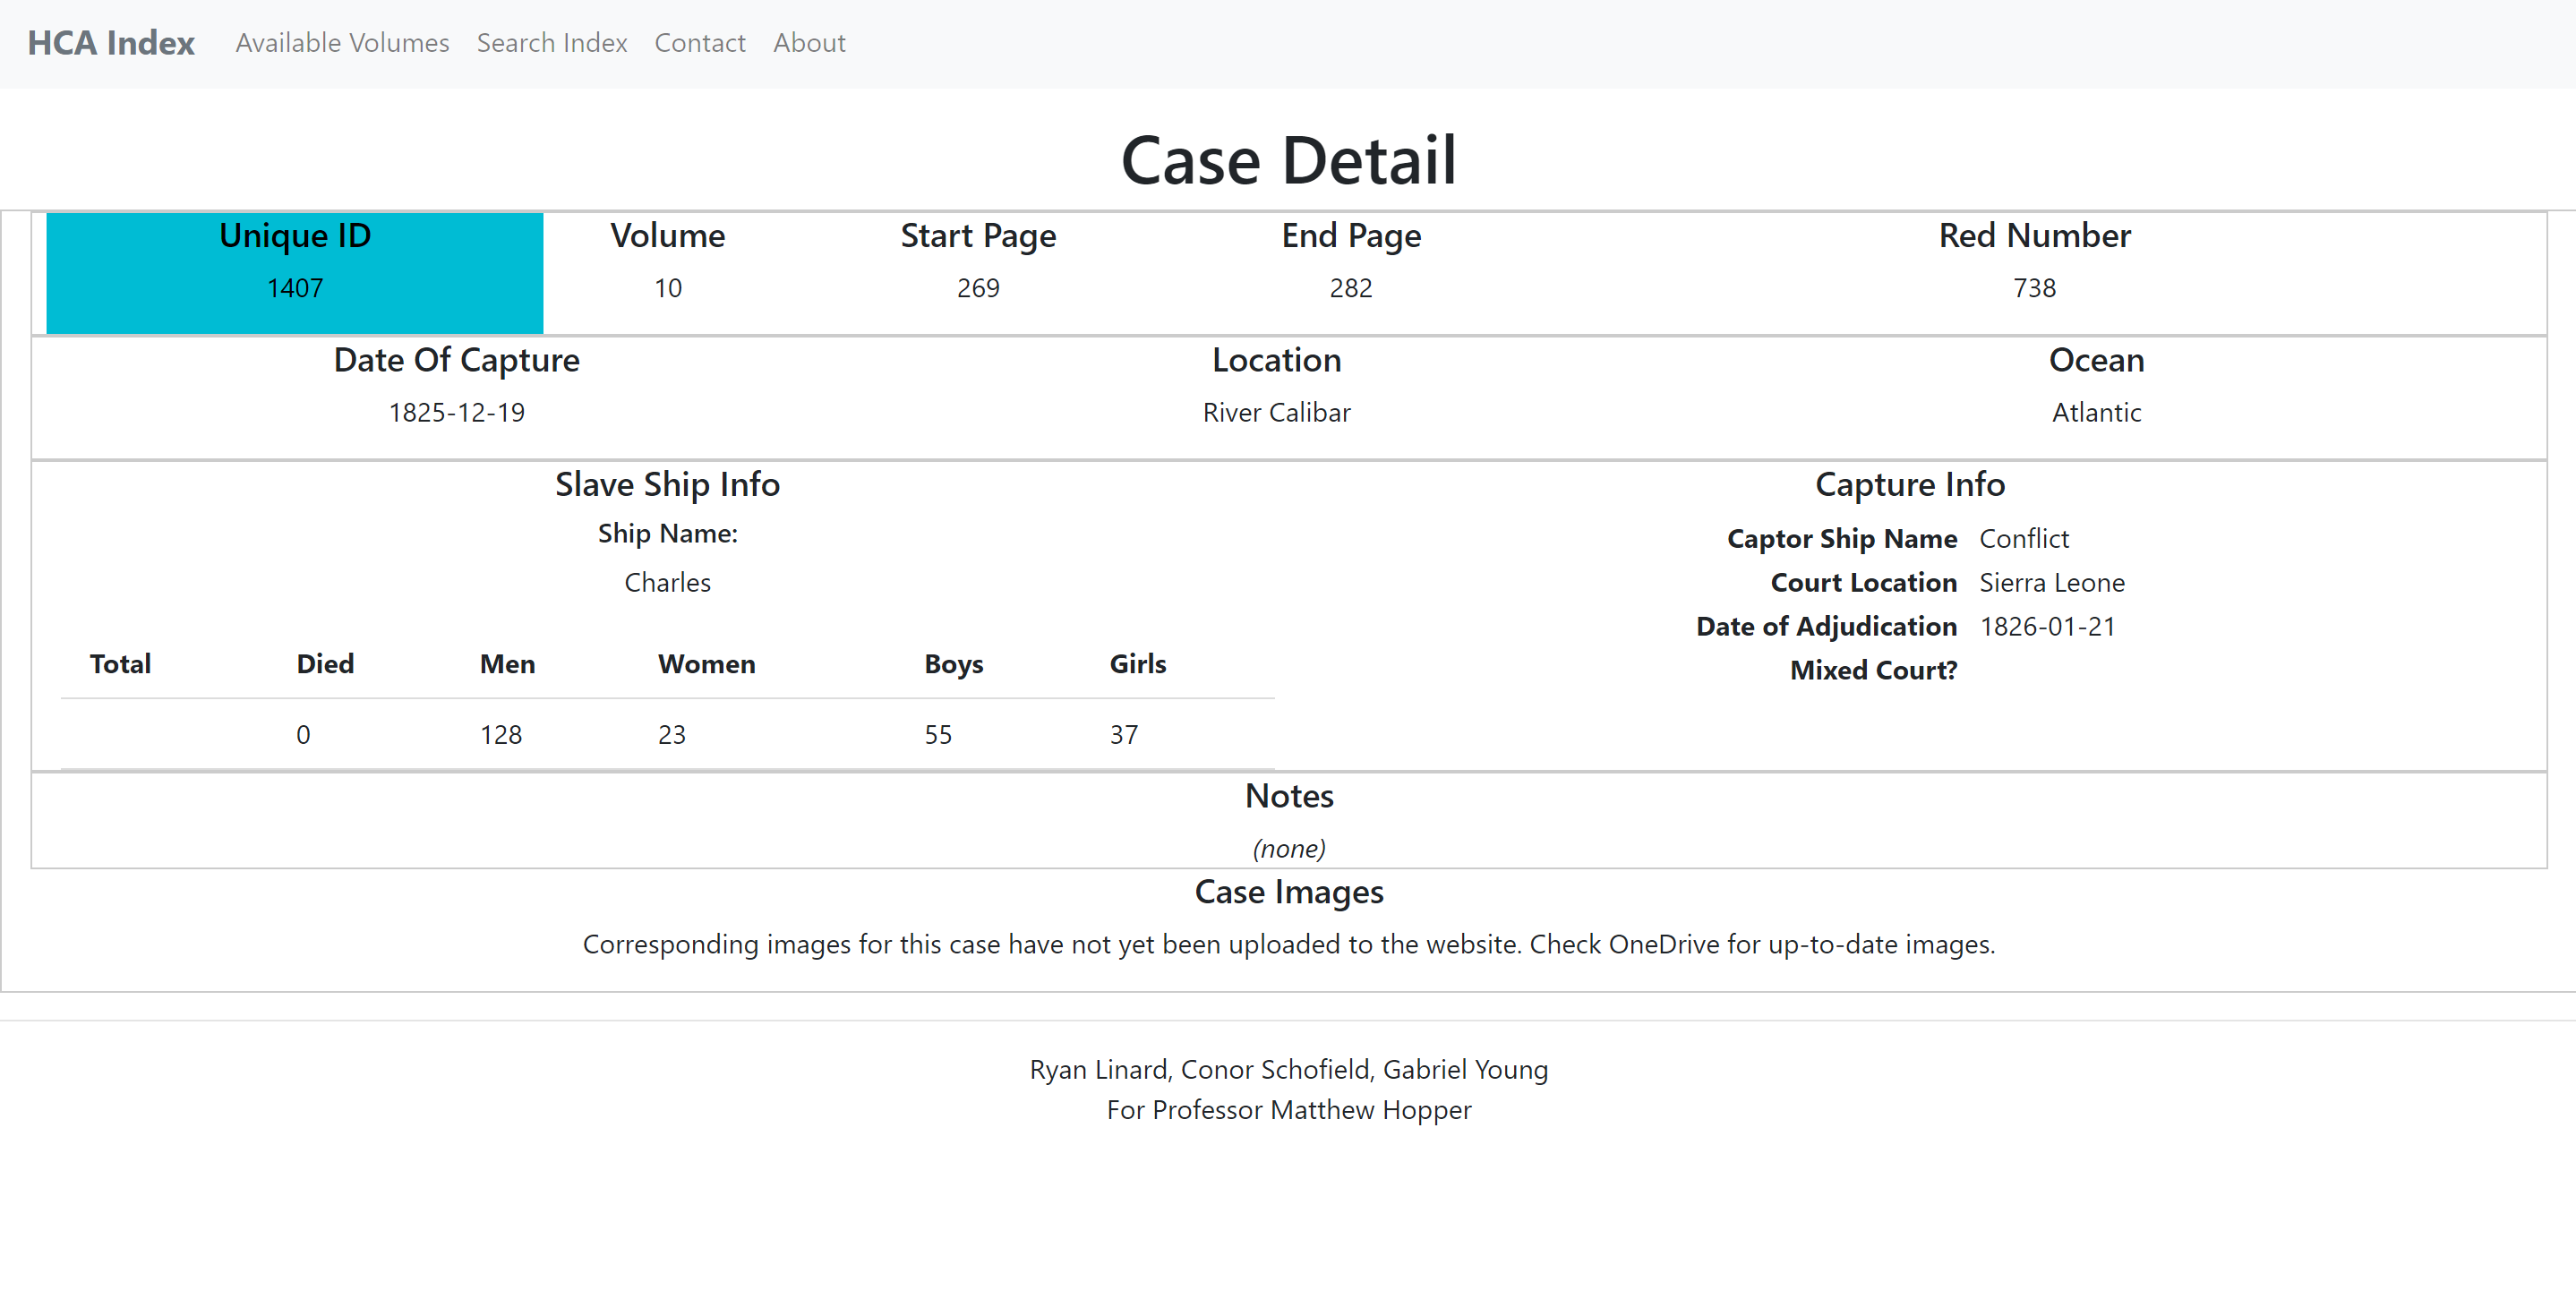 HCA Index Available Volumes Search Index Contact About
Case Detail
Unique ID Volume Start Page End Page Red Number
1407 10 269 282 738
Date Of Capture Location Ocean
1825-12-19 River Calibar Atlantic
Slave Ship Info
Ship Name:
Charles
Total Died Men Women Boys Girls
0 128 23 55 37
Capture Info
Captor Ship Name Conflict
Court Location Sierra Leone
Date of Adjudication 1826-01-21
Mixed Court?
Notes
(none)
Case Images
Corresponding images for this case have not yet been uploaded to the website. Check OneDrive for up-to-date images.
Ryan Linard, Conor Schofield, Gabriel Young
For Professor Matthew Hopper